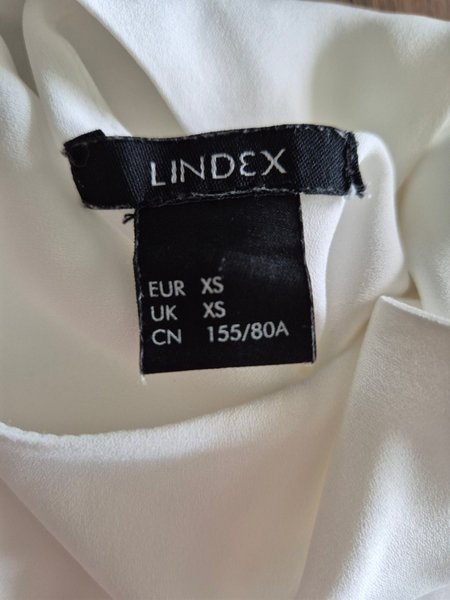 LINDEX
EUR XS
UK XS
CN 155/80A